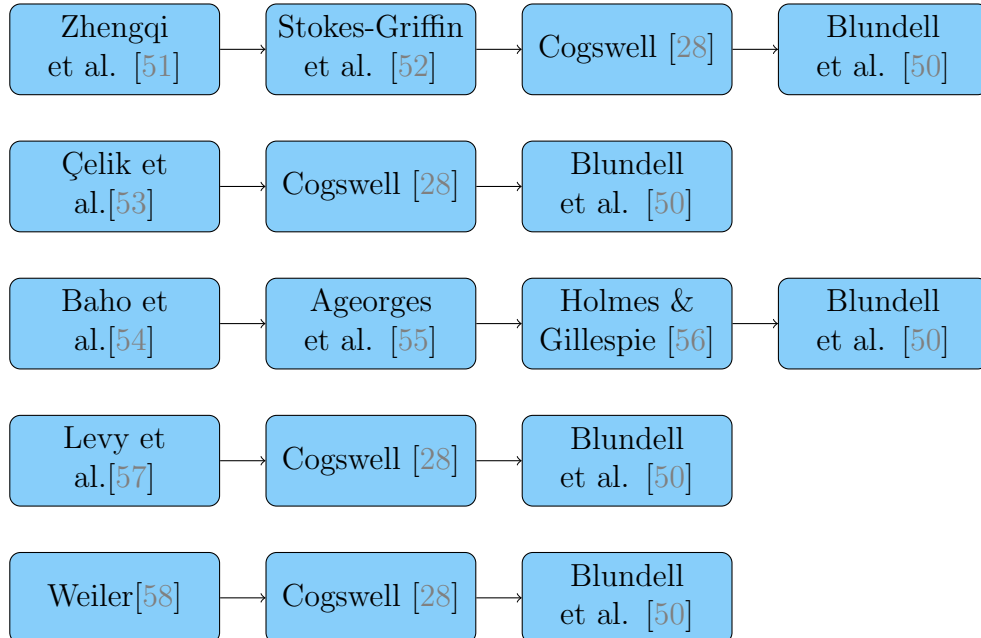 Zhengqi
et al. [51]
Stokes-Griffin
et al. [52]
Cogswell [28]
Blundell
et al. [50]
Çelik et
al.[53]
Cogswell [28]
Blundell
et al. [50]
Baho et
al.[54]
Ageorges
et al. [55]
Holmes &
Gillespie [56]
Blundell
et al. [50]
Levy et
al.[57]
Cogswell [28]
Blundell
et al. [50]
Weiler[58]
Cogswell [28]
Blundell
et al. [50]